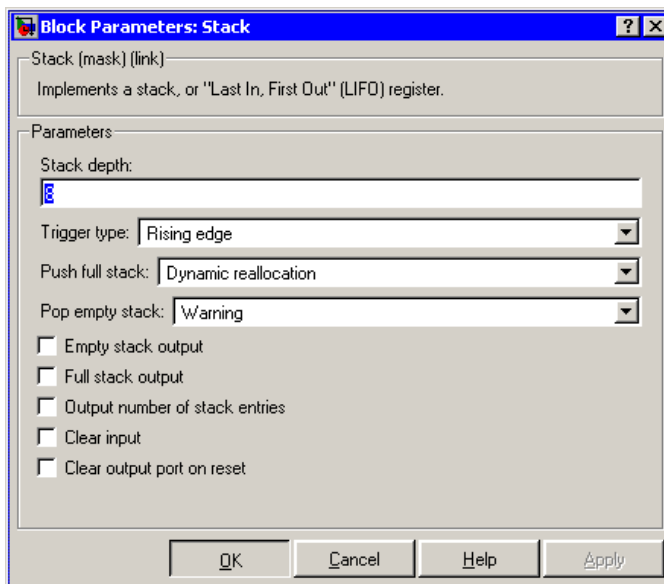 Block Parameters: Stack
Stack (mask) (link)
Implements a stack, or "Last In, First Out" (LIFO) register.
Parameters
Stack depth:
8
Trigger type: Rising edge
Push full stack: Dynamic reallocation
Pop empty stack: Warning
Empty stack output
Full stack output
Output number of stack entries
Clear input
Clear output port on reset
OK Cancel Help Apply